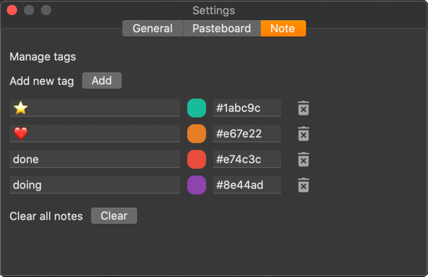 Settings
General Pasteboard Note
Manage tags
Add new tag Add
⭐ #1abc9c
❤️ #e67e22
done #e74c3c
doing #8e44ad
Clear all notes Clear